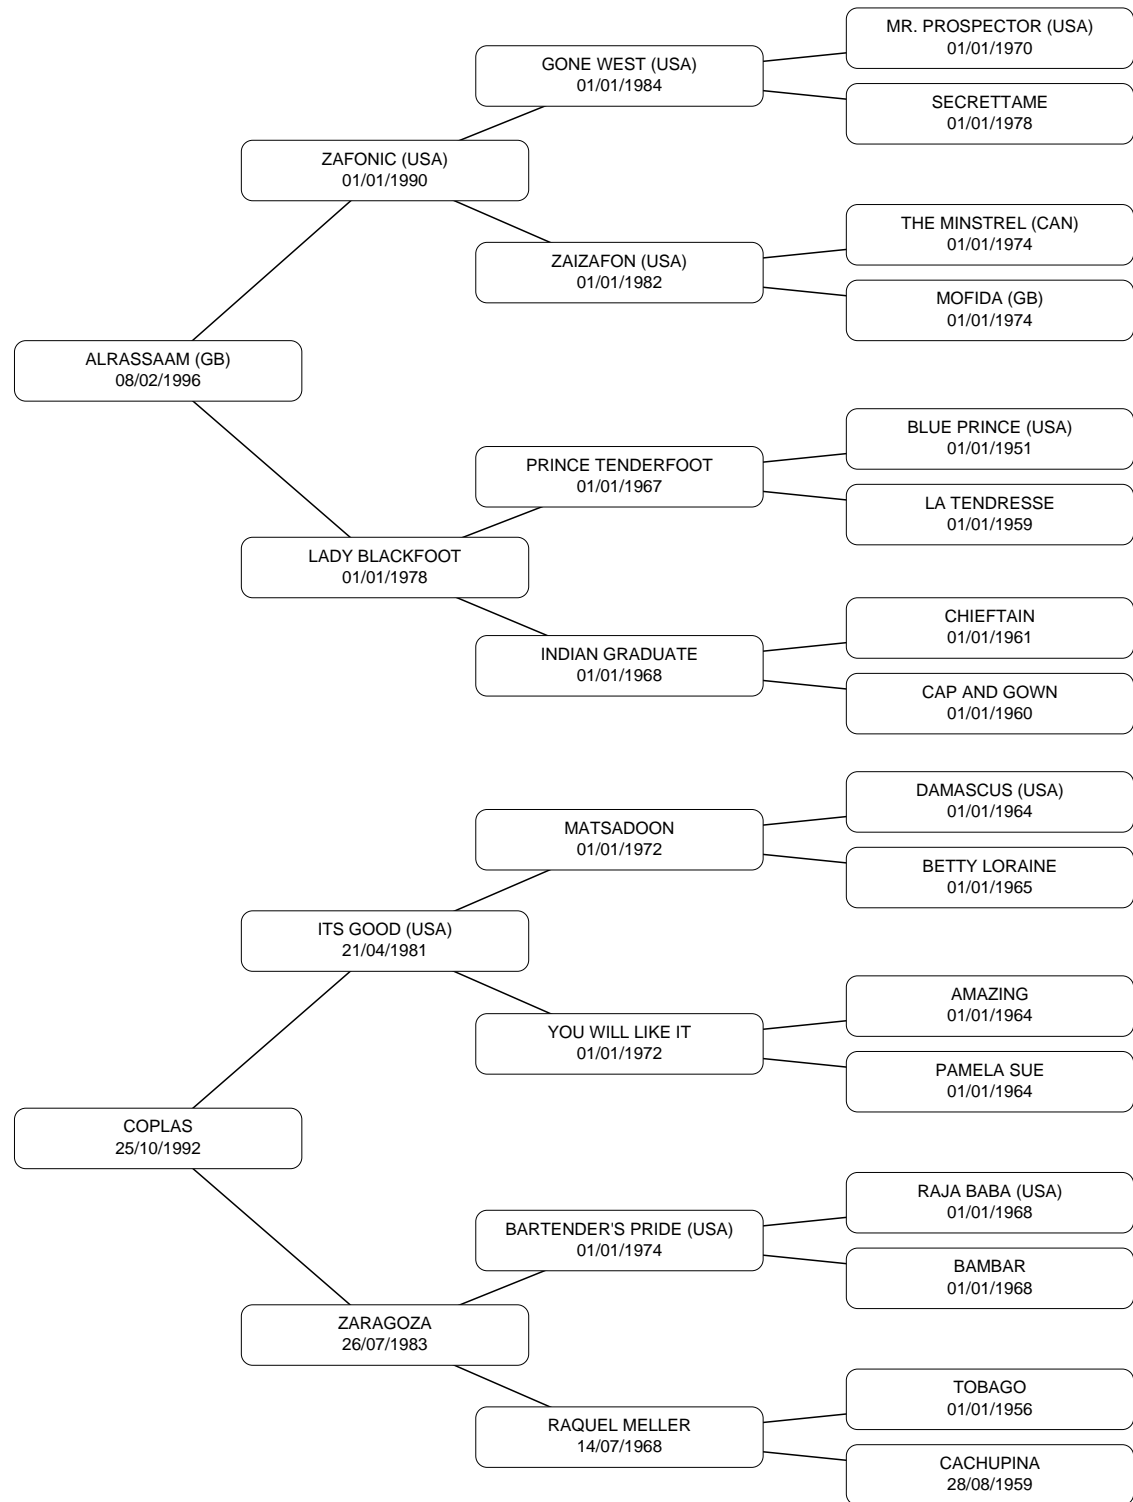 MR. PROSPECTOR (USA)
01/01/1970
GONE WEST (USA)
01/01/1984
SECRETTAME
01/01/1978
ZAFONIC (USA)
01/01/1990
THE MINSTREL (CAN)
01/01/1974
ZAIZAFON (USA)
01/01/1982
MOFIDA (GB)
01/01/1974
ALRASSAAM (GB)
08/02/1996
BLUE PRINCE (USA)
01/01/1951
PRINCE TENDERFOOT
01/01/1967
LA TENDRESSE
01/01/1959
LADY BLACKFOOT
01/01/1978
CHIEFTAIN
01/01/1961
INDIAN GRADUATE
01/01/1968
CAP AND GOWN
01/01/1960
DAMASCUS (USA)
01/01/1964
MATSADOON
01/01/1972
BETTY LORAINE
01/01/1965
ITS GOOD (USA)
21/04/1981
AMAZING
01/01/1964
YOU WILL LIKE IT
01/01/1972
PAMELA SUE
01/01/1964
COPLAS
25/10/1992
RAJA BABA (USA)
01/01/1968
BARTENDER'S PRIDE (USA)
01/01/1974
BAMBAR
01/01/1968
ZARAGOZA
26/07/1983
TOBAGO
01/01/1956
RAQUEL MELLER
14/07/1968
CACHUPINA
28/08/1959